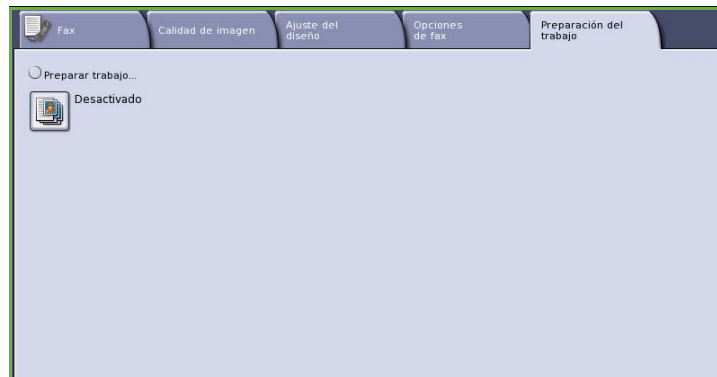 Fax
Calidad de imagen
Ajuste del
diseño
Opciones
de fax
Preparación del
trabajo
Preparar trabajo...
Desactivado